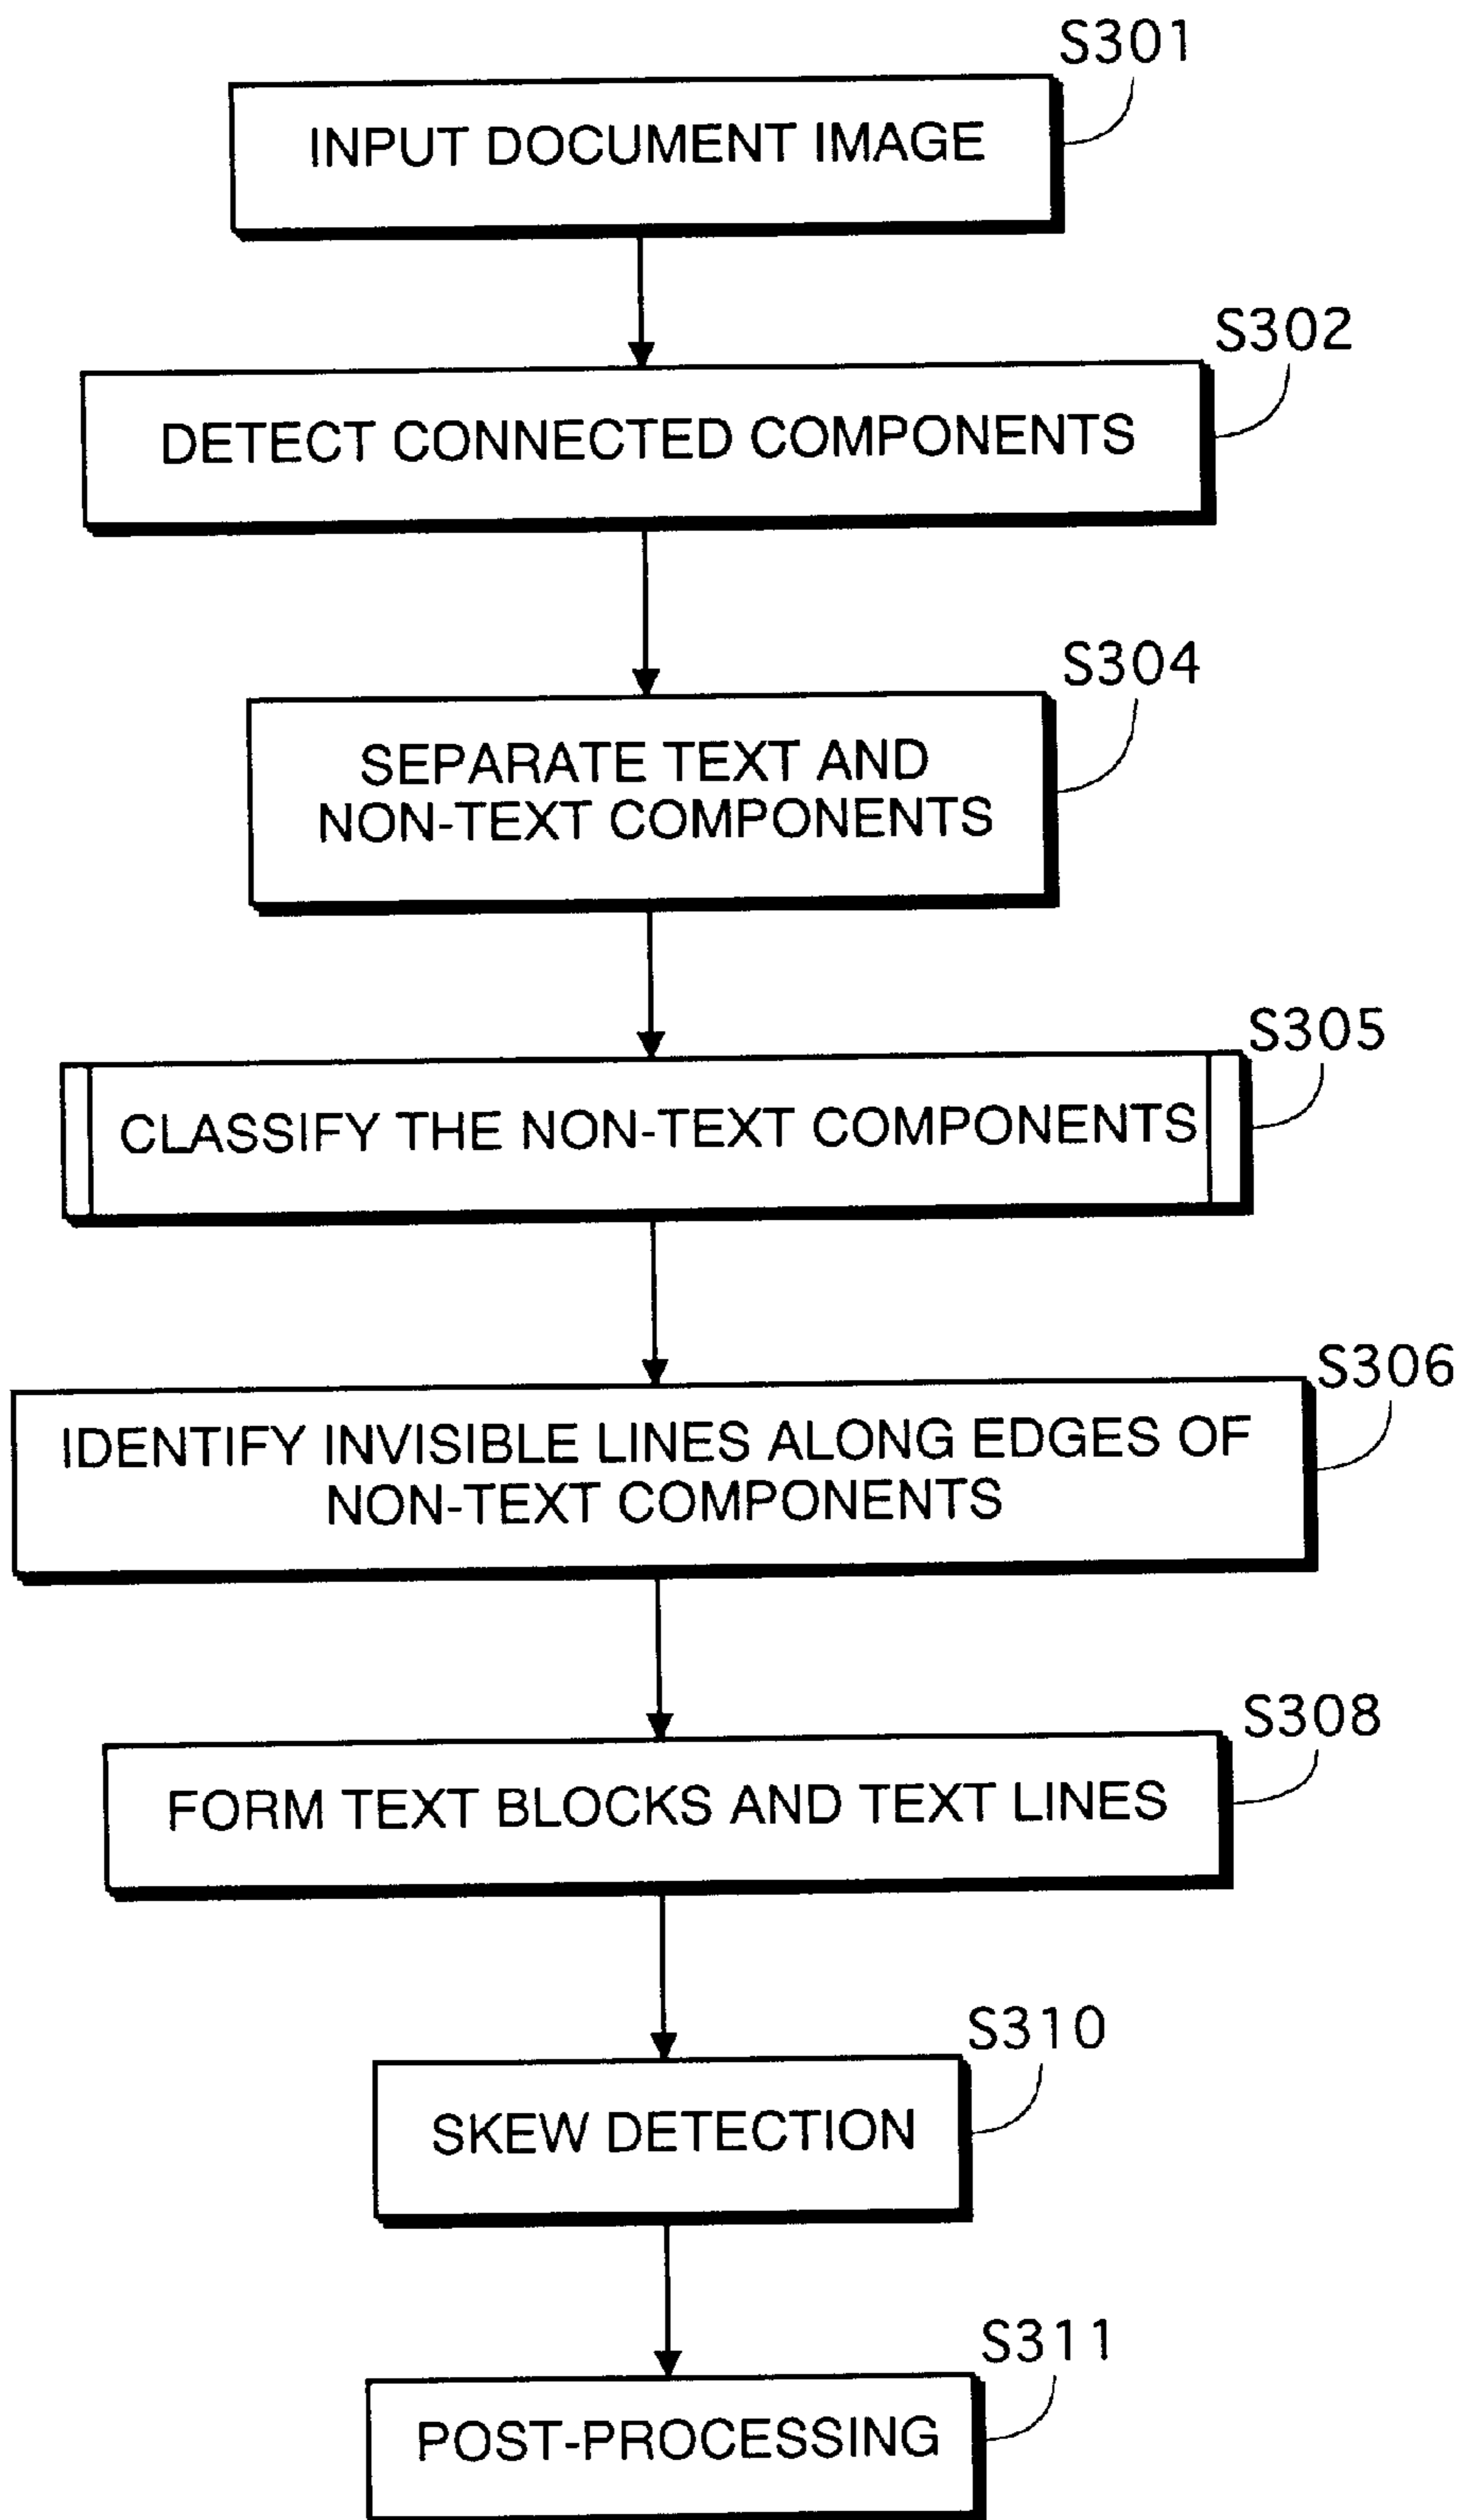 S301
INPUT DOCUMENT IMAGE
S302
DETECT CONNECTED COMPONENTS
S304
SEPARATE TEXT AND
NON-TEXT COMPONENTS
S305
CLASSIFY THE NON-TEXT COMPONENTS
S306
IDENTIFY INVISIBLE LINES ALONG EDGES OF
NON-TEXT COMPONENTS
S308
FORM TEXT BLOCKS AND TEXT LINES
S310
SKEW DETECTION
S311
POST-PROCESSING